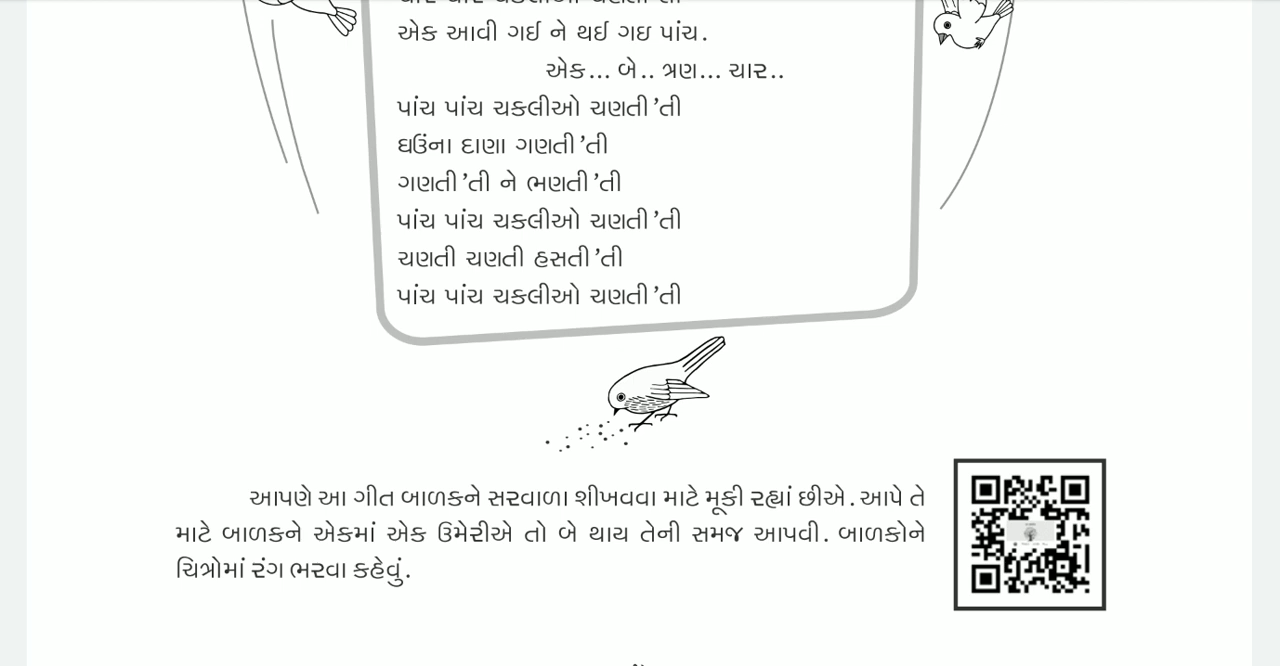 એક આવી ગઈ ને થઈ ગઇ પાંચ.
એક... બે.. ત્રણ... ચાર..
પાંચ પાંચ ચકલીઓ ચણતી’તી
ઘઉંના દાણા ગણતી’તી
ગણતી’તી ને ભણતી’તી
પાંચ પાંચ ચકલીઓ ચણતી’તી
ચણતી ચણતી હસતી’તી
પાંચ પાંચ ચકલીઓ ચણતી’તી
આપણે આ ગીત બાળકને સરવાળા શીખવવા માટે મૂકી રહ્યાં છીએ. આપે તે
માટે બાળકને એકમાં એક ઉમેરીએ તો બે થાય તેની સમજ આપવી. બાળકોને
ચિત્રોમાં રંગ ભરવા કહેવું.